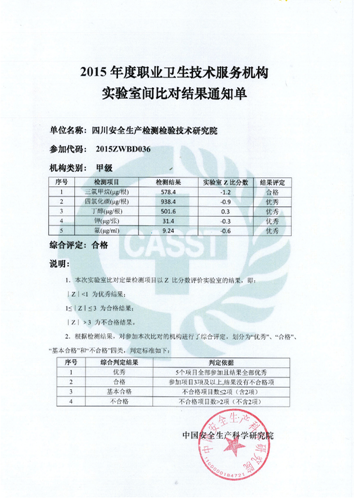 2015 年度职业卫生技术服务机构
实验室间比对结果通知单
单位名称： 四川安全生产检测检验技术研究院
参加代码： 2015ZWBD036
机构类别： 甲级
序号 检测项目 检测结果 实验室 Z 比分数 结果评定
1 三氯甲烷(μg/根) 578.4 -1.2 合格
2 四氯化碳(μg/根) 938.4 -0.9 优秀
3 丁醇(μg/根) 501.6 0.3 优秀
4 (μg/张) 31.4 -0.3 优秀
5 氟(μg/ml) 9.24 -0.6 优秀
综合评定：合格
说明：
1．本次实验室比对定量检测项目以 Z 比分数评价实验室的结果，即：
|Z|<1 为优秀结果；
1≤|Z|≤3 为合格结果；
|Z|>3 为不合格结果。
2．根据检测结果，对参加本次比对的机构进行了综合评定，划分为“优秀”、“合格”、
“基本合格”和“不合格”四类，判定标准如下：
序号 综合判定结果 判定依据
1 优秀 5个项目全部参加且结果全部优秀
2 合格 参加项目3项及以上,结果没有不合格项
3 基本合格 不合格项目数≤2项（含2项）
4 不合格 不合格项目数>2项（不含2项）
中国安全生产科学研究院
CASST